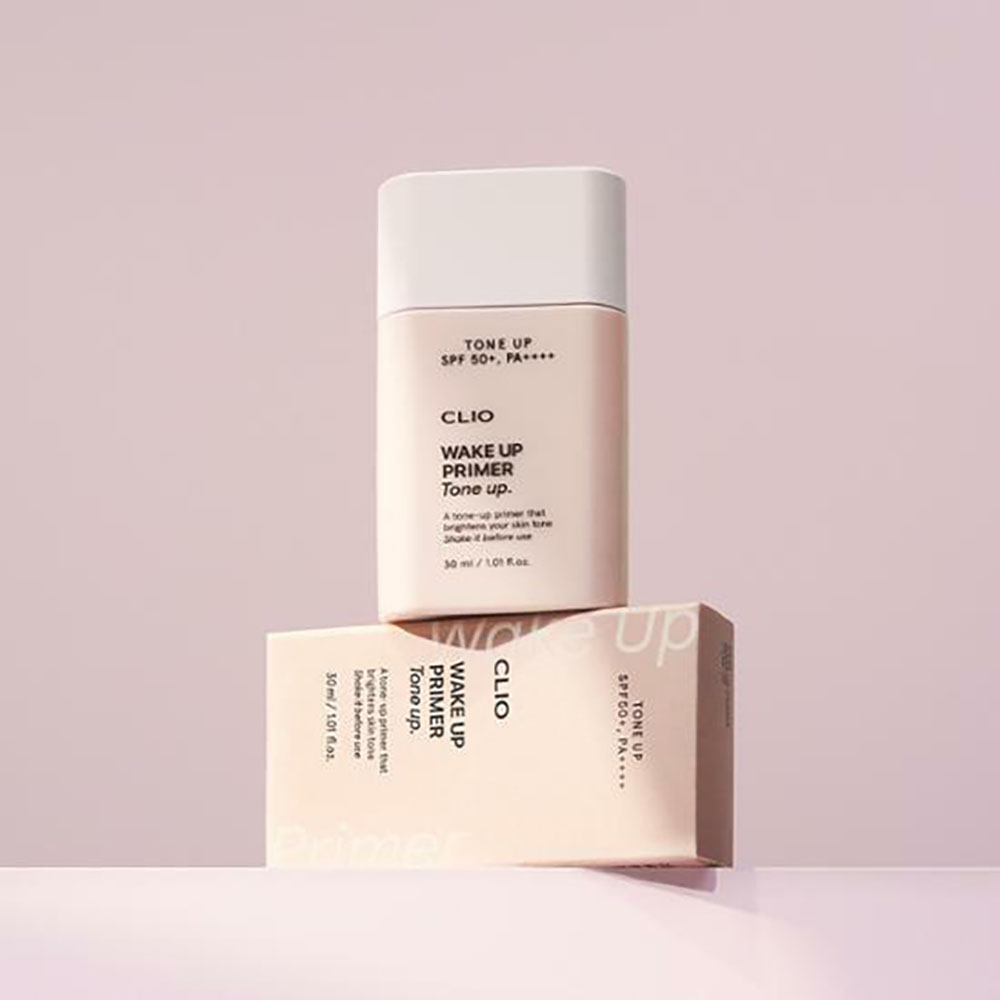 TONE UP
SPF 50+, PA++++
CLIO
WAKE UP
PRIMER
Tone up.
A tone-up primer that
brightens your skin tone
Shake it before use
30 ml / 1.01 fl.oz.
Wake Up
CLIO
WAKE UP
PRIMER
Tone up.
A tone-up primer that
brightens skin tone
Shake it before use
30 ml / 1.01 fl.oz.
TONE UP
SPF50+, PA++++
Primer